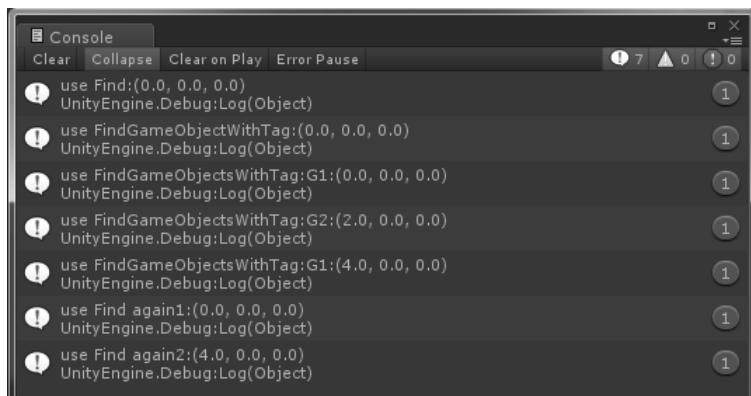 Console
Clear Collapse Clear on Play Error Pause 7 0 0
use Find:(0.0, 0.0, 0.0)
UnityEngine.Debug:Log(Object) 1
use FindGameObjectWithTag:(0.0, 0.0, 0.0)
UnityEngine.Debug:Log(Object) 1
use FindGameObjectsWithTag:G1:(0.0, 0.0, 0.0)
UnityEngine.Debug:Log(Object) 1
use FindGameObjectsWithTag:G2:(2.0, 0.0, 0.0)
UnityEngine.Debug:Log(Object) 1
use FindGameObjectsWithTag:G1:(4.0, 0.0, 0.0)
UnityEngine.Debug:Log(Object) 1
use Find again1:(0.0, 0.0, 0.0)
UnityEngine.Debug:Log(Object) 1
use Find again2:(4.0, 0.0, 0.0)
UnityEngine.Debug:Log(Object) 1